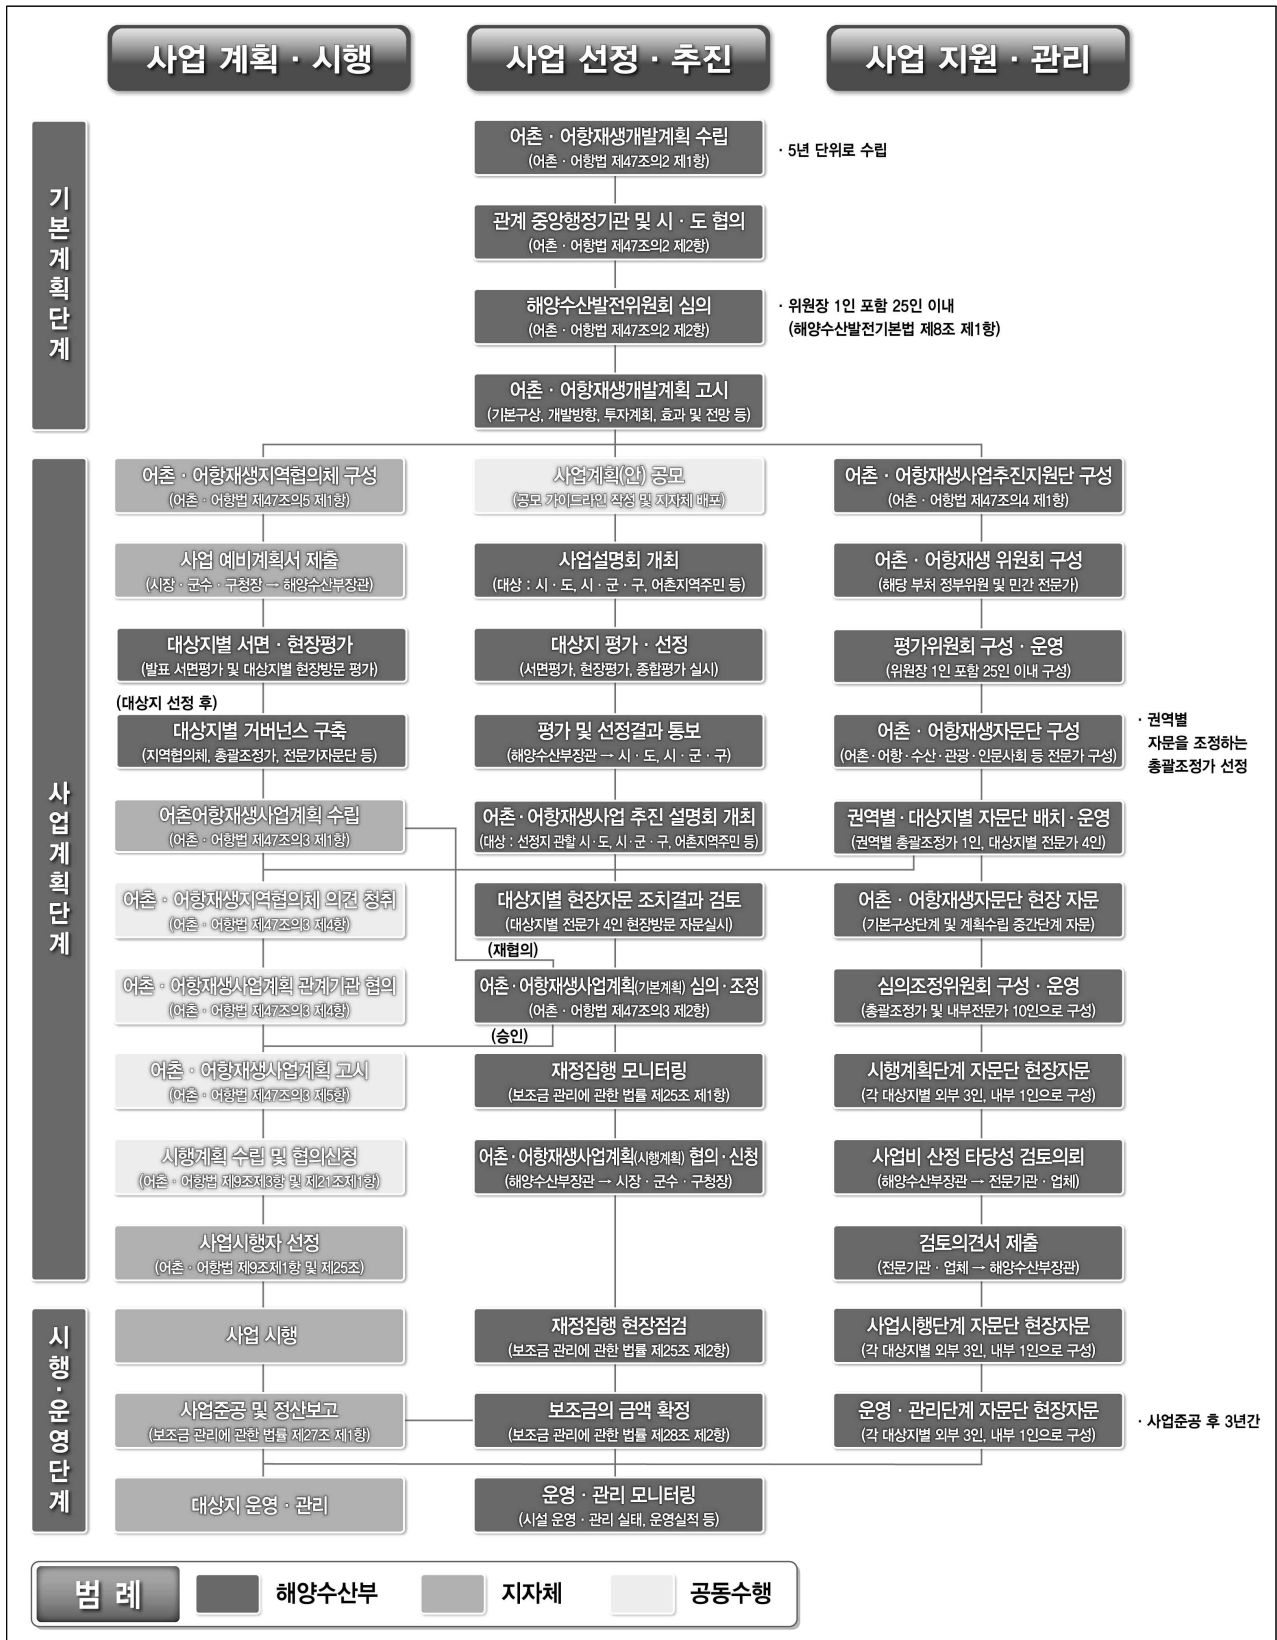 사업 계획 · 시행
사업 선정 · 추진
사업 지원 · 관리
기본계획단계
어촌 · 어항재생개발계획 수립
(어촌 · 어항법 제47조의2 제1항)
· 5년 단위로 수립
관계 중앙행정기관 및 시 · 도 협의
(어촌 · 어항법 제47조의2 제2항)
해양수산발전위원회 심의
(어촌 · 어항법 제47조의2 제2항)
· 위원장 1인 포함 25인 이내
(해양수산발전기본법 제8조 제1항)
어촌 · 어항재생개발계획 고시
(기본구상, 개발방향, 투자계회, 효과 및 전망 등)
사업계획단계
어촌 · 어항재생지역협의체 구성
(어촌 · 어항법 제47조의5 제1항)
사업계획(안) 공모
(공모 가이드라인 작성 및 지자체 배포)
어촌 · 어항재생사업추진지원단 구성
(어촌 · 어항법 제47조의4 제1항)
사업 예비계획서 제출
(시장 · 군수 · 구청장 → 해양수산부장관)
사업설명회 개최
(대상 : 시 · 도, 시 · 군 · 구, 어촌지역주민 등)
어촌 · 어항재생 위원회 구성
(해당 부처 정부위원 및 민간 전문가)
대상지별 서면 · 현장평가
(발표 서면평가 및 대상지별 현장방문 평가)
대상지 평가 · 선정
(서면평가, 현장평가, 종합평가 실시)
평가위원회 구성 · 운영
(위원장 1인 포함 25인 이내 구성)
(대상지 선정 후)
대상지별 거버넌스 구축
(지역협의체, 총괄조정가, 전문가자문단 등)
평가 및 선정결과 통보
(해양수산부장관 → 시 · 도, 시 · 군 · 구)
어촌 · 어항재생자문단 구성
(어촌 · 어항 · 수산 · 관광 · 인문사회 등 전문가 구성)
· 권역별
자문을 조정하는
총괄조정가 선정
어촌어항재생사업계획 수립
(어촌 · 어항법 제47조의3 제1항)
어촌 · 어항재생사업 추진 설명회 개최
(대상 : 선정지 관할 시 · 도, 시 · 군 · 구, 어촌지역주민 등)
권역별 · 대상지별 자문단 배치 · 운영
(권역별 총괄조정가 1인, 대상지별 전문가 4인)
어촌 · 어항재생지역협의체 의견 청취
(어촌 · 어항법 제47조의3 제4항)
대상지별 현장자문 조치결과 검토
(대상지별 전문가 4인 현장방문 자문실시)
어촌 · 어항재생자문단 현장 자문
(기본구상단계 및 계획수립 중간단계 자문)
(재협의)
어촌 · 어항재생사업계획 관계기관 협의
(어촌 · 어항법 제47조의3 제4항)
어촌 · 어항재생사업계획(기본계획) 심의 · 조정
(어촌 · 어항법 제47조의3 제2항)
심의조정위원회 구성 · 운영
(총괄조정가 및 내부전문가 10인으로 구성)
(승인)
어촌 · 어항재생사업계획 고시
(어촌 · 어항법 제47조의3 제5항)
재정집행 모니터링
(보조금 관리에 관한 법률 제25조 제1항)
시행계획단계 자문단 현장자문
(각 대상지별 외부 3인, 내부 1인으로 구성)
시행계획 수립 및 협의신청
(어촌 · 어항법 제9조제3항 및 제21조제1항)
어촌 · 어항재생사업계획(시행계획) 협의 · 신청
(해양수산부장관 → 시장 · 군수 · 구청장)
사업비 산정 타당성 검토의뢰
(해양수산부장관 → 전문기관 · 업체)
사업시행자 선정
(어촌 · 어항법 제9조제1항 및 제25조)
검토의견서 제출
(전문기관 · 업체 → 해양수산부장관)
시행·운영단계
사업 시행
재정집행 현장점검
(보조금 관리에 관한 법률 제25조 제2항)
사업시행단계 자문단 현장자문
(각 대상지별 외부 3인, 내부 1인으로 구성)
사업준공 및 정산보고
(보조금 관리에 관한 법률 제27조 제1항)
보조금의 금액 확정
(보조금 관리에 관한 법률 제28조 제2항)
운영 · 관리단계 자문단 현장자문
(각 대상지별 외부 3인, 내부 1인으로 구성)
· 사업준공 후 3년간
대상지 운영 · 관리
운영 · 관리 모니터링
(시설 운영 · 관리 실태, 운영실적 등)
범 례
해양수산부
지자체
공동수행